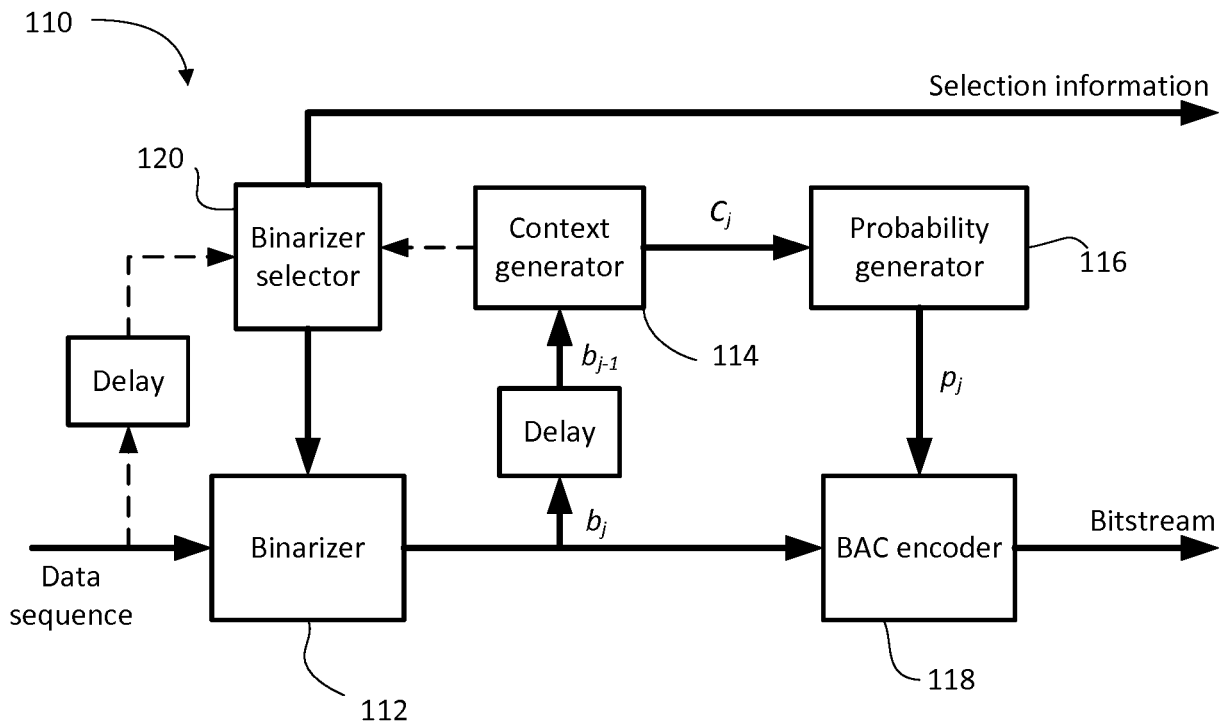 110
Selection information
120
Binarizer
selector
Context
generator
C_j
Probability
generator
116
Delay
b_{j-1}
114
p_j
Delay
Data
sequence
Binarizer
b_j
BAC encoder
Bitstream
112
118